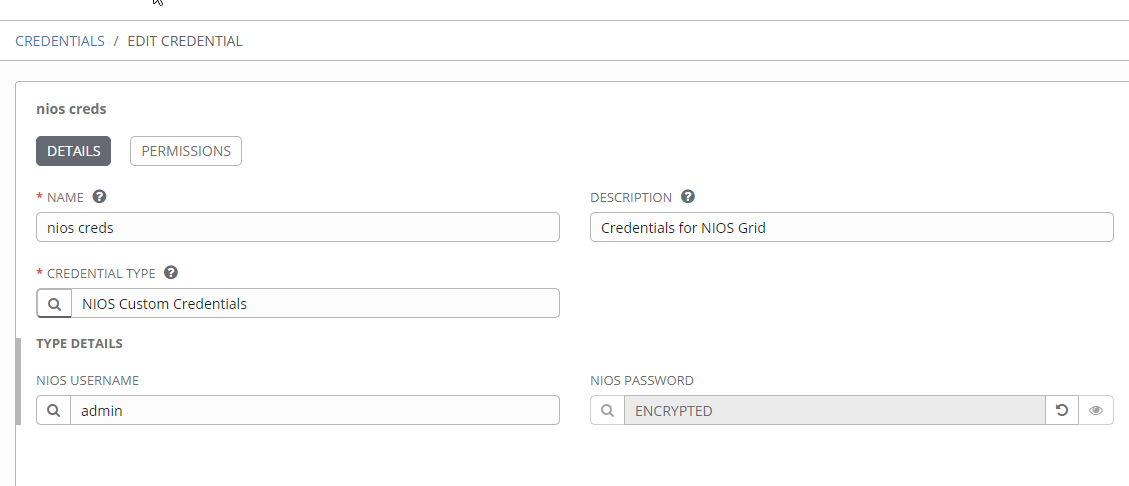 CREDENTIALS / EDIT CREDENTIAL
nios creds
DETAILS PERMISSIONS
* NAME ? DESCRIPTION ?
nios creds Credentials for NIOS Grid
* CREDENTIAL TYPE ?
NIOS Custom Credentials
TYPE DETAILS
NIOS USERNAME NIOS PASSWORD
admin ENCRYPTED